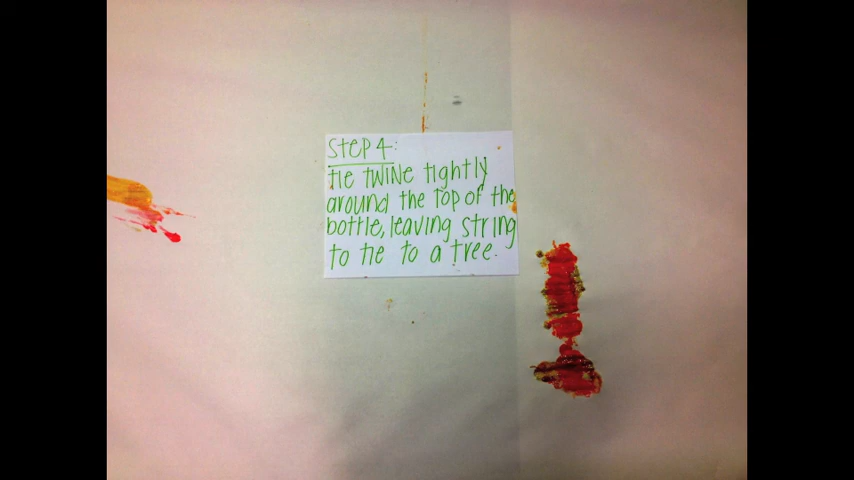 Step 4:
tie twine tightly
around the top of the
bottle, leaving string
to tie to a tree.